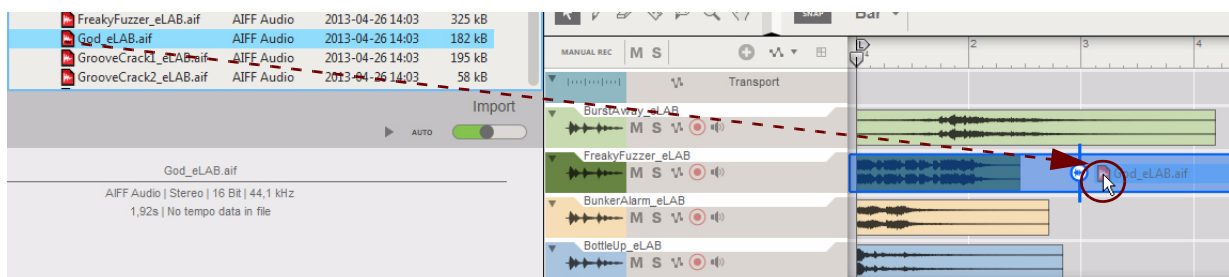 FreakyFuzzer_eLAB.aif AIFF Audio 2013-04-26 14:03 325 kB
God_eLAB.aif AIFF Audio 2013-04-26 14:03 182 kB
GrooveCrack1_eLAB.aif AIFF Audio 2013-04-26 14:03 195 kB
GrooveCrack2_eLAB.aif AIFF Audio 2013-04-26 14:03 58 kB
Import
AUTO
God_eLAB.aif
AIFF Audio | Stereo | 16 Bit | 44,1 kHz
1,92s | No tempo data in file
SNAP Bar
MANUAL REC M S
L 2 3 4
Transport
BurstAway_eLAB
M S
FreakyFuzzer_eLAB
M S
God_eLAB.aif
BunkerAlarm_eLAB
M S
BottleUp_eLAB
M S